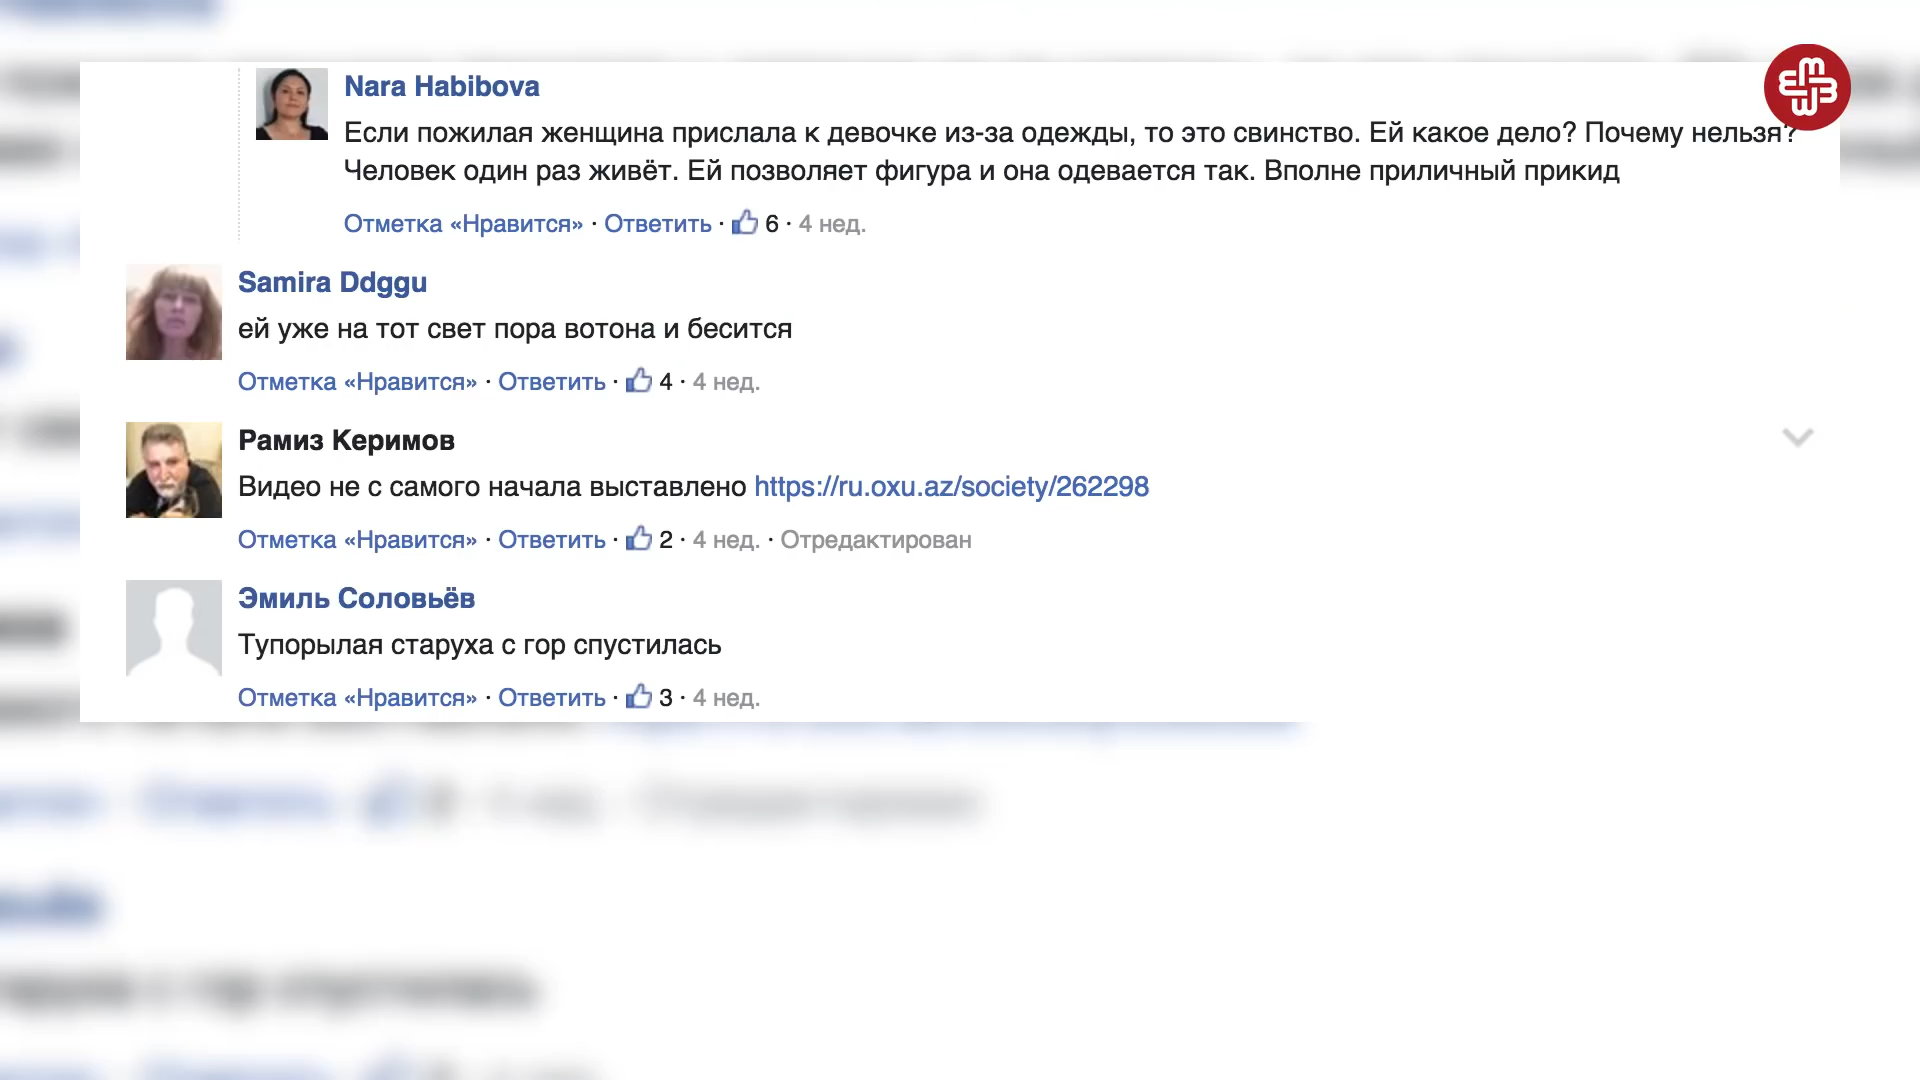 Nara Habibova
Если пожилая женщина прислала к девочке из-за одежды, то это свинство. Ей какое дело? Почему нельзя?
Человек один раз живёт. Ей позволяет фигура и она одевается так. Вполне приличный прикид
Отметка «Нравится» · Ответить · 6 · 4 нед.
Samira Ddggu
ей уже на тот свет пора вотона и бесится
Отметка «Нравится» · Ответить · 4 · 4 нед.
Рамиз Керимов
Видео не с самого начала выставлено https://ru.oxu.az/society/262298
Отметка «Нравится» · Ответить · 2 · 4 нед. · Отредактирован
Эмиль Соловьёв
Тупорылая старуха с гор спустилась
Отметка «Нравится» · Ответить · 3 · 4 нед.